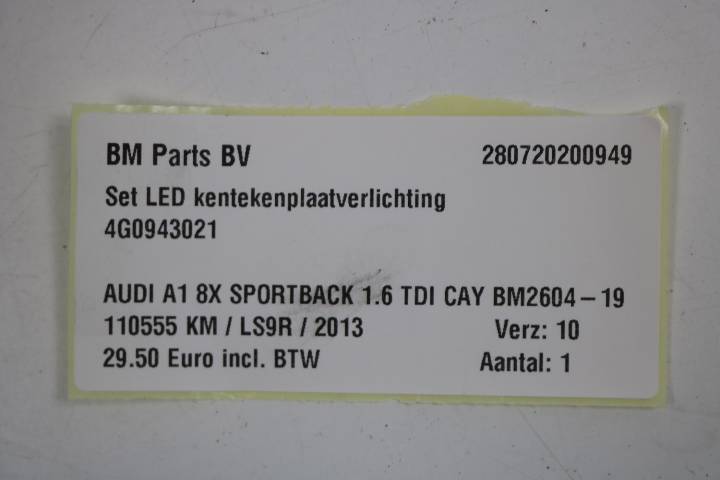 BM Parts BV 280720200949
Set LED kentekenplaatverlichting
4G0943021
AUDI A1 8X SPORTBACK 1.6 TDI CAY BM2604-19
110555 KM / LS9R / 2013 Verz: 10
29.50 Euro incl. BTW Aantal: 1